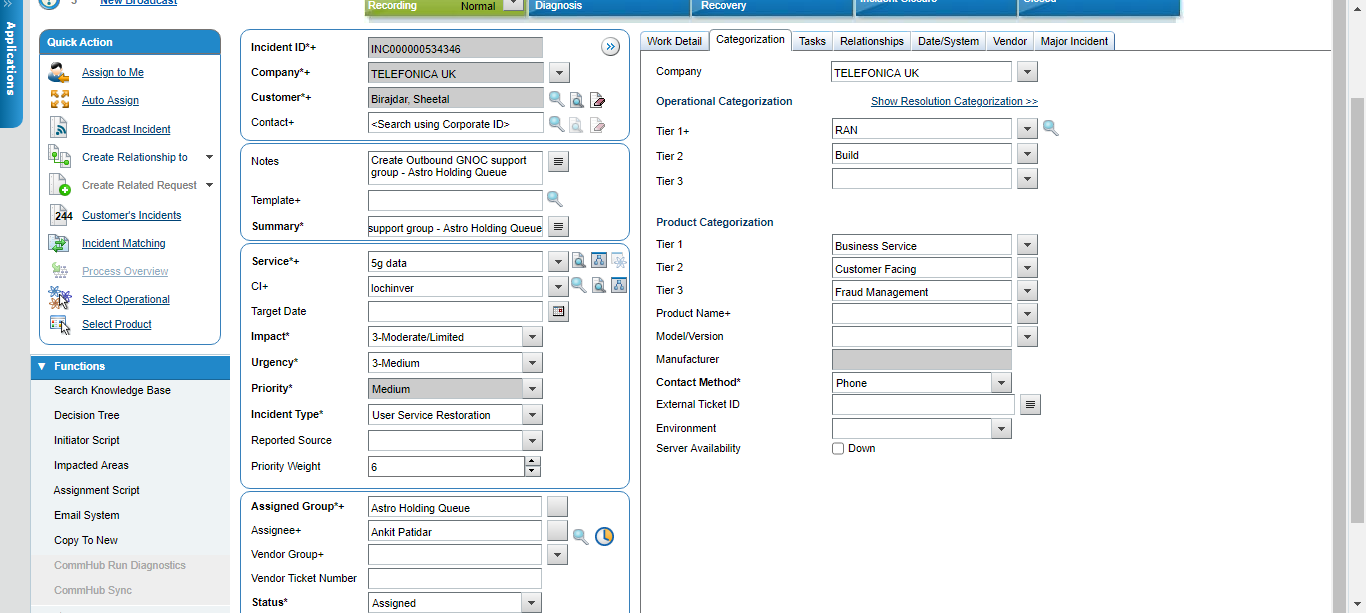 Applications
3
New Broadcast
Recording
Normal
Diagnosis
Recovery
Incident Closure
Closed
Quick Action
Assign to Me
Auto Assign
Broadcast Incident
Create Relationship to
Create Related Request
244
Customer's Incidents
Incident Matching
Process Overview
Select Operational
Select Product
Functions
Search Knowledge Base
Decision Tree
Initiator Script
Impacted Areas
Assignment Script
Email System
Copy To New
CommHub Run Diagnostics
CommHub Sync
Incident ID*+
INC000000534346
Company*+
TELEFONICA UK
Customer*+
Birajdar, Sheetal
Contact+
<Search using Corporate ID>
Notes
Create Outbound GNOC support
group - Astro Holding Queue
Template+
Summary*
support group - Astro Holding Queue
Service*+
5g data
CI+
lochinver
Target Date
Impact*
3-Moderate/Limited
Urgency*
3-Medium
Priority*
Medium
Incident Type*
User Service Restoration
Reported Source
Priority Weight
6
Assigned Group*+
Astro Holding Queue
Assignee+
Ankit Patidar
Vendor Group+
Vendor Ticket Number
Status*
Assigned
Work Detail
Categorization
Tasks
Relationships
Date/System
Vendor
Major Incident
Company
TELEFONICA UK
Operational Categorization
Show Resolution Categorization >>
Tier 1+
RAN
Tier 2
Build
Tier 3
Product Categorization
Tier 1
Business Service
Tier 2
Customer Facing
Tier 3
Fraud Management
Product Name+
Model/Version
Manufacturer
Contact Method*
Phone
External Ticket ID
Environment
Server Availability
Down